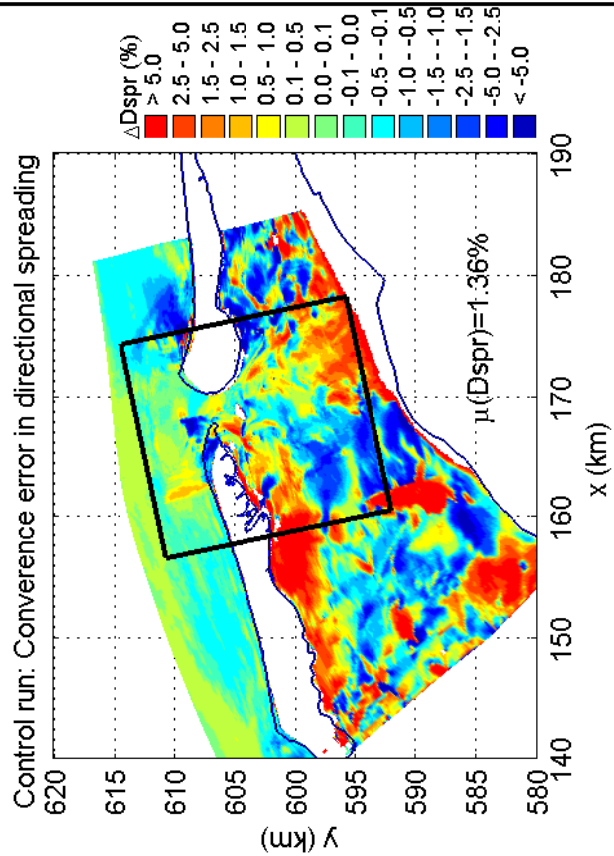 Control run: Converence error in directional spreading
620
615
610
605
600
595
590
585
580
y (km)
140
150
160
170
180
190
x (km)
μ(Dspr)=1.36%
ΔDspr (%)
> 5.0
2.5 - 5.0
1.5 - 2.5
1.0 - 1.5
0.5 - 1.0
0.1 - 0.5
0.0 - 0.1
-0.1 - 0.0
-0.5 - -0.1
-1.0 - -0.5
-1.5 - -1.0
-2.5 - -1.5
-5.0 - -2.5
< -5.0